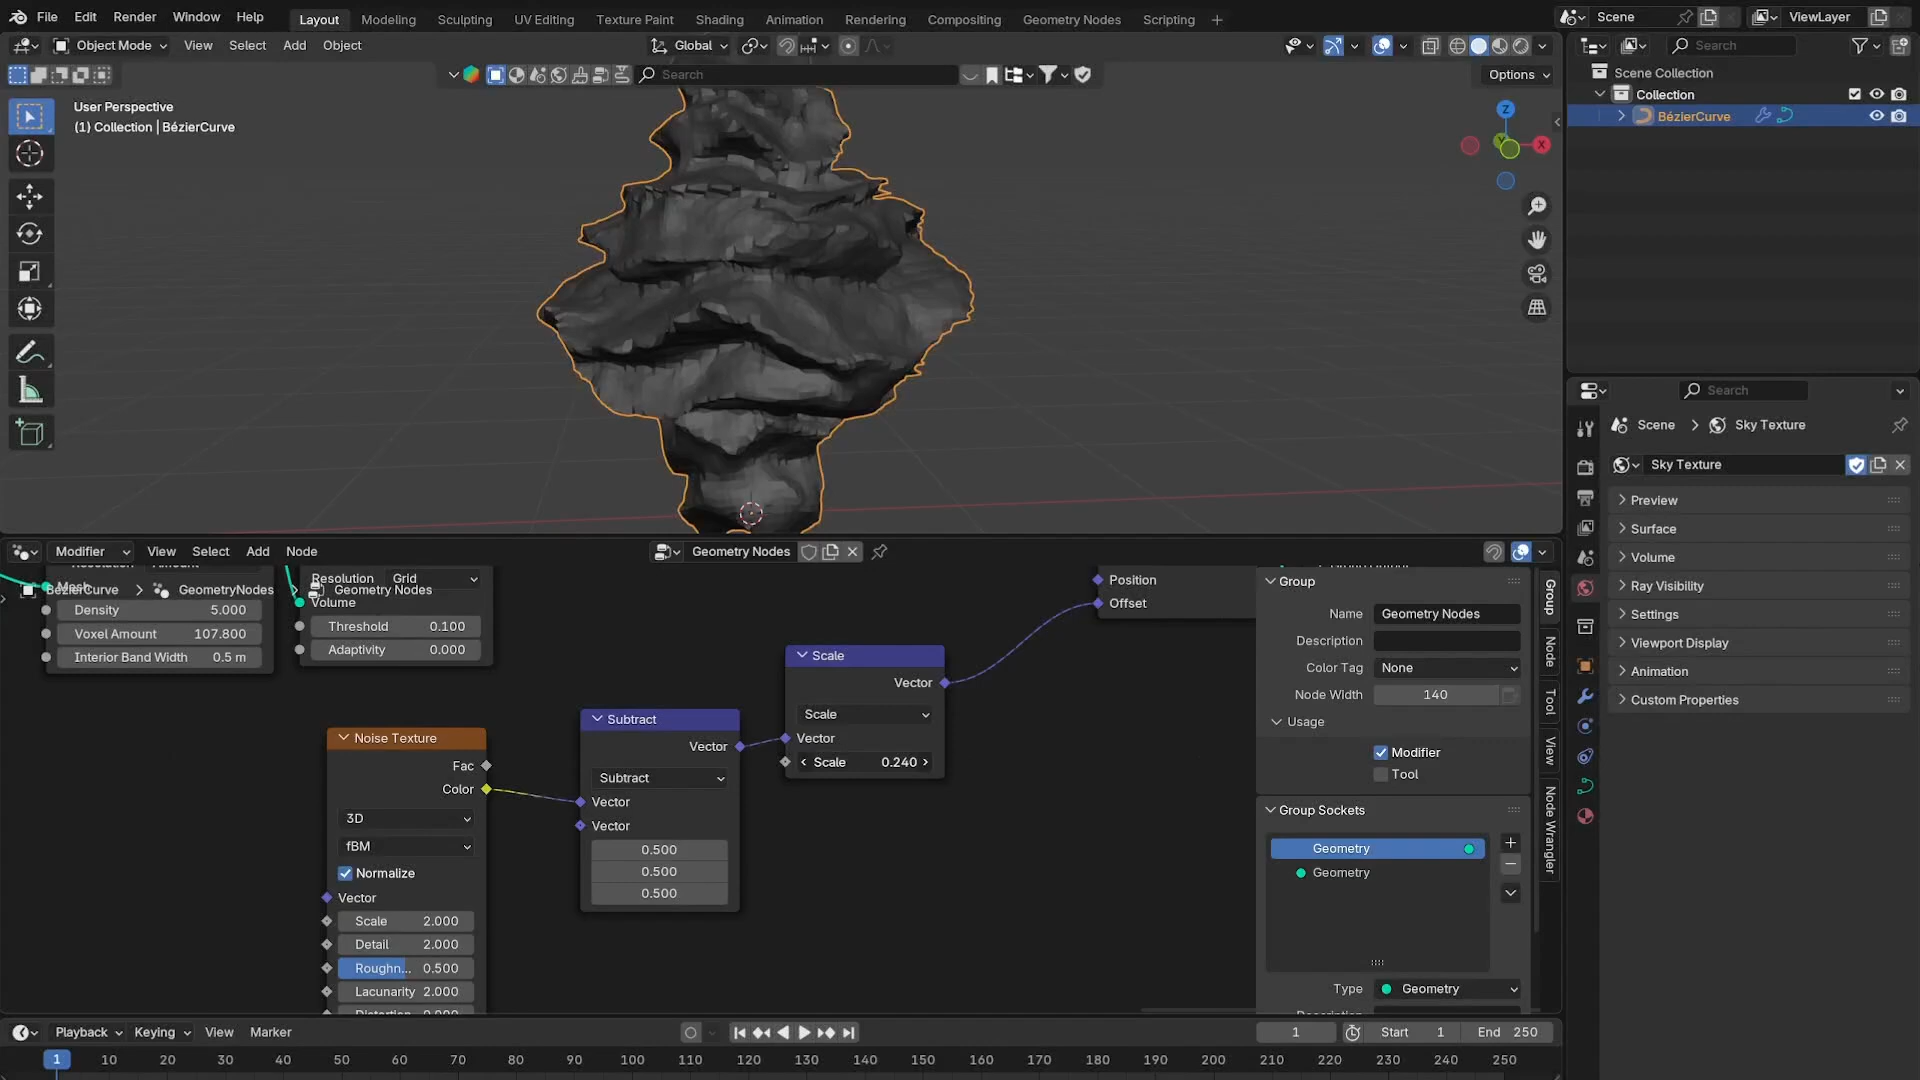 File Edit Render Window Help Layout Modeling Sculpting UV Editing Texture Paint Shading Animation Rendering Compositing Geometry Nodes Scripting + Scene ViewLayer
Object Mode View Select Add Object Global Search
Search Options
User Perspective
(1) Collection | BézierCurve
Z
X
Scene Collection
Collection
BézierCurve
Search
Scene > Sky Texture
Sky Texture
Preview
Surface
Volume
Ray Visibility
Settings
Viewport Display
Animation
Custom Properties
Modifier View Select Add Node Geometry Nodes
BézierCurve > GeometryNodes > Geometry Nodes
Mesh
Density 5.000
Voxel Amount 107.800
Interior Band Width 0.5 m
Resolution Grid
Volume
Threshold 0.100
Adaptivity 0.000
Noise Texture
Fac
Color
3D
fBM
Normalize
Vector
Scale 2.000
Detail 2.000
Roughn... 0.500
Lacunarity 2.000
Subtract
Vector
Subtract
Vector
Vector
0.500
0.500
0.500
Scale
Vector
Scale
Vector
Scale 0.240
Position
Offset
Group
Name Geometry Nodes
Description
Color Tag None
Node Width 140
Usage
Modifier
Tool
Group Sockets
Geometry
Geometry
Type Geometry
Group
Node
Tool
View
Node Wrangler
Playback Keying View Marker 1 Start 1 End 250
1 10 20 30 40 50 60 70 80 90 100 110 120 130 140 150 160 170 180 190 200 210 220 230 240 250